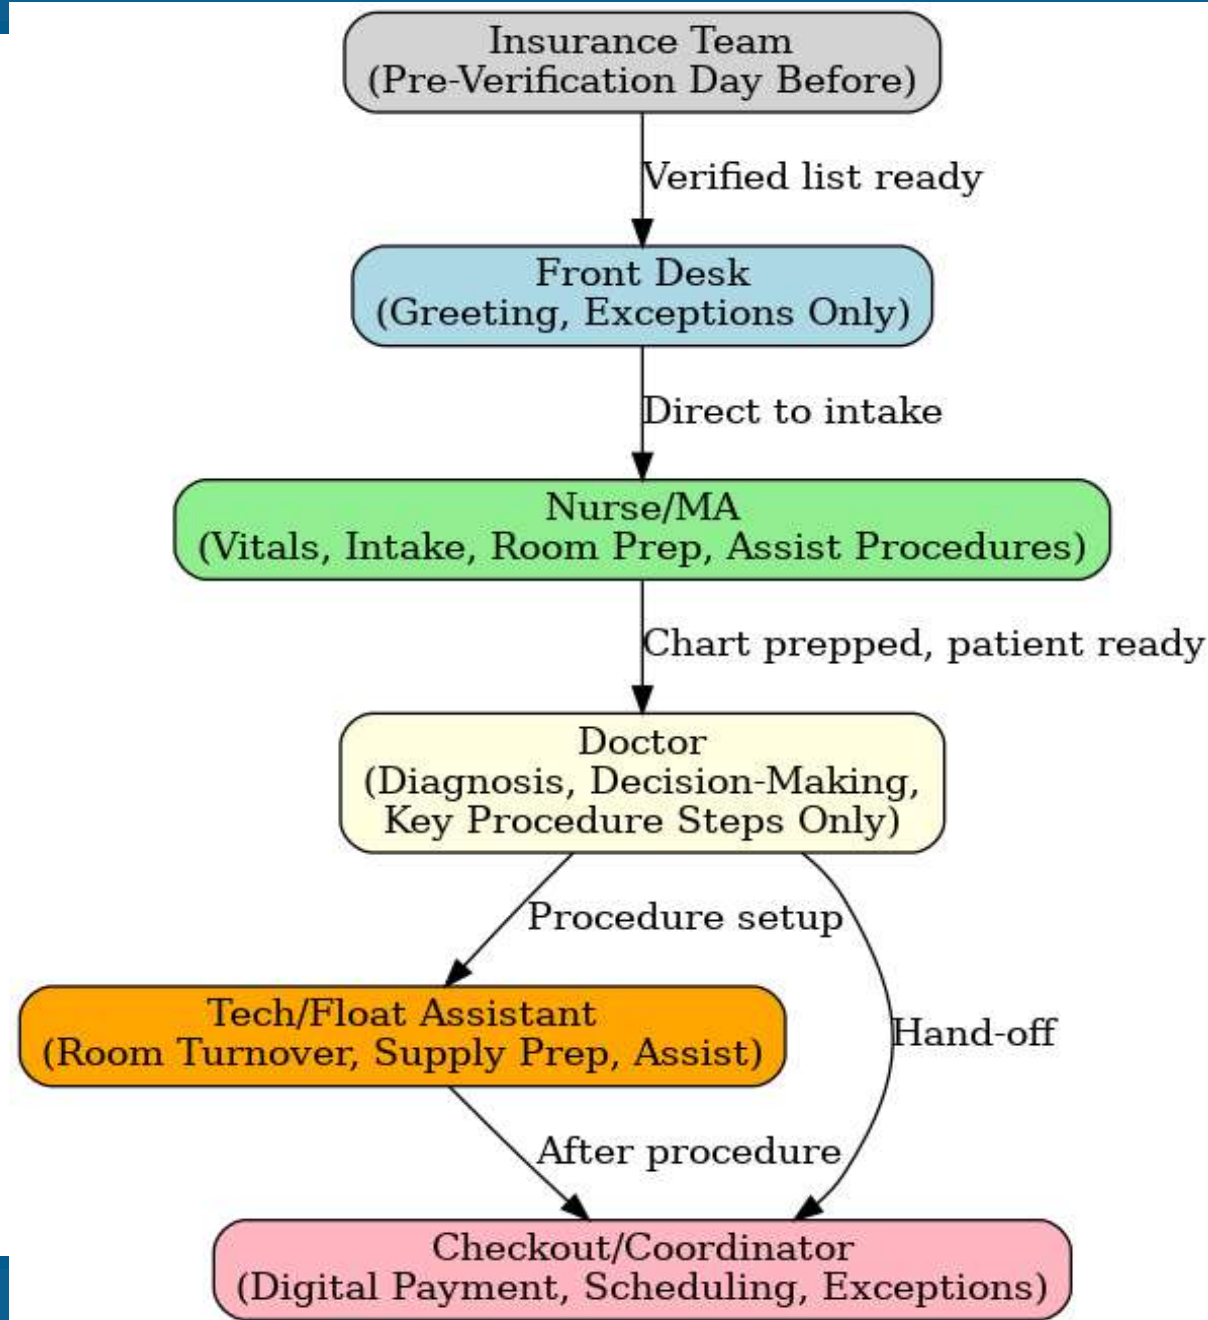 Insurance Team
(Pre-Verification Day Before)
Verified list ready
Front Desk
(Greeting, Exceptions Only)
Direct to intake
Nurse/MA
(Vitals, Intake, Room Prep, Assist Procedures)
Chart prepped, patient ready
Doctor
(Diagnosis, Decision-Making,
Key Procedure Steps Only)
Procedure setup
Tech/Float Assistant
(Room Turnover, Supply Prep, Assist)
Hand-off
After procedure
Checkout/Coordinator
(Digital Payment, Scheduling, Exceptions)